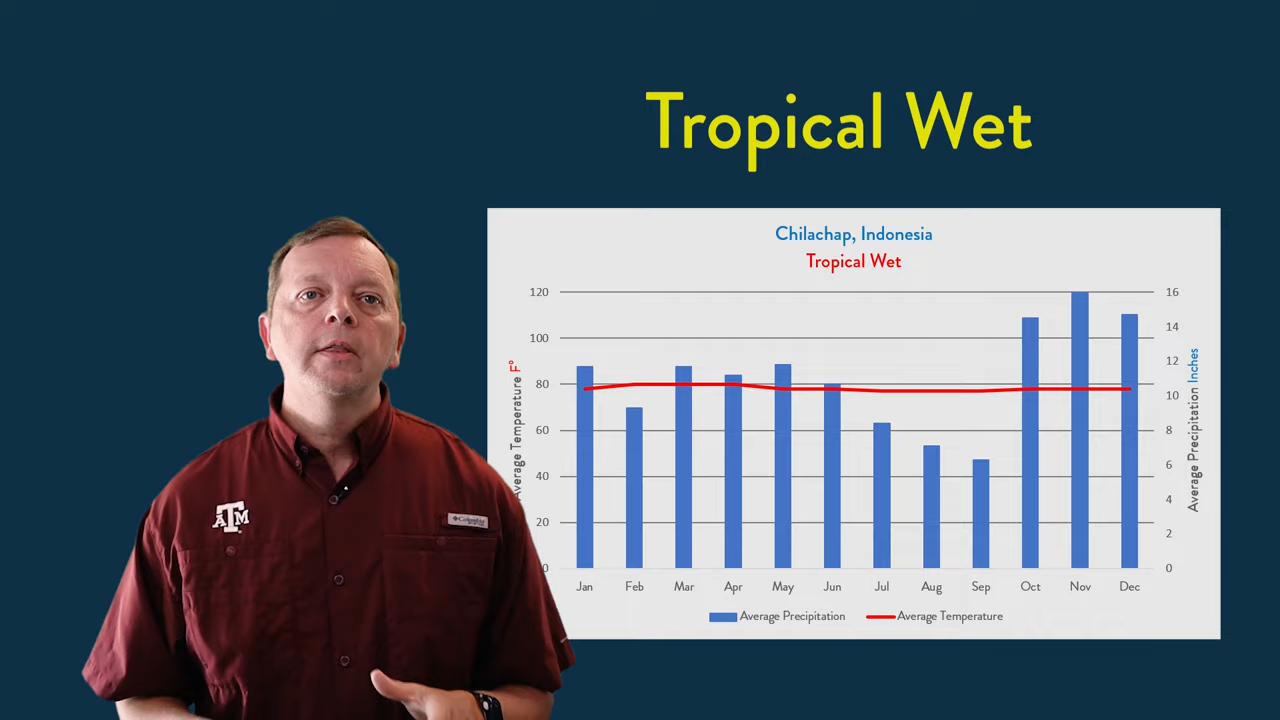 Tropical Wet
Chilachap, Indonesia
Tropical Wet
Average Temperature F°
120
100
80
60
40
20
0
16
14
12
10
8
6
4
2
0
Average Precipitation Inches
Jan Feb Mar Apr May Jun Jul Aug Sep Oct Nov Dec
Average Precipitation Average Temperature
ATM
Columbia